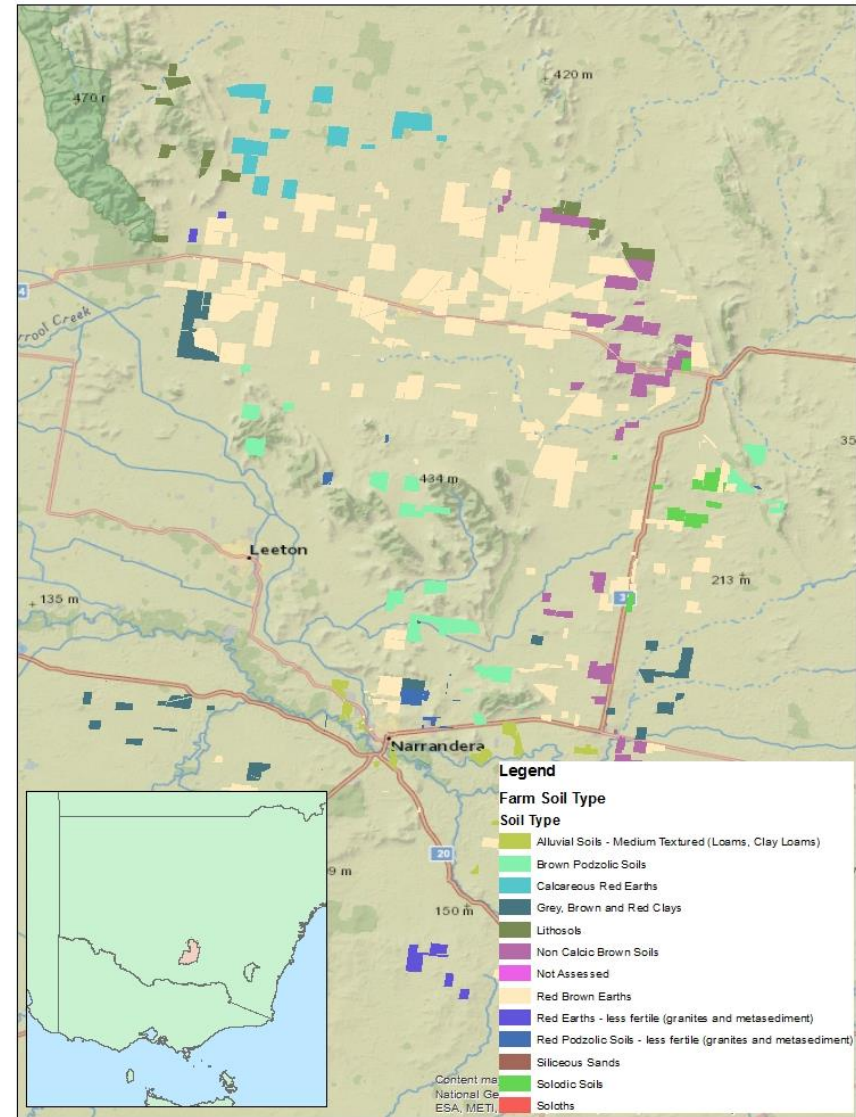 420 m
470 r
4
rrool Creek
35
434 m
Leeton
213 m
135 m
31
Narrandera
20
9 m
150 m
Legend
Farm Soil Type
Soil Type
Alluvial Soils - Medium Textured (Loams, Clay Loams)
Brown Podzolic Soils
Calcareous Red Earths
Grey, Brown and Red Clays
Lithosols
Non Calcic Brown Soils
Not Assessed
Red Brown Earths
Red Earths - less fertile (granites and metasediment)
Red Podzolic Soils - less fertile (granites and metasediment)
Siliceous Sands
Solodic Soils
Soloths
Content ma
National Ge
ESA, METI,